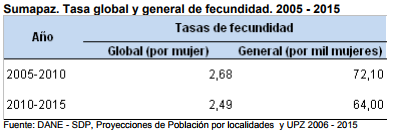 Sumapaz. Tasa global y general de fecundidad. 2005 - 2015
Año Tasas de fecundidad
Global (por mujer) General (por mil mujeres)
2005-2010 2,68 72,10
2010-2015 2,49 64,00
Fuente: DANE - SDP, Proyecciones de Población por localidades y UPZ 2006 - 2015